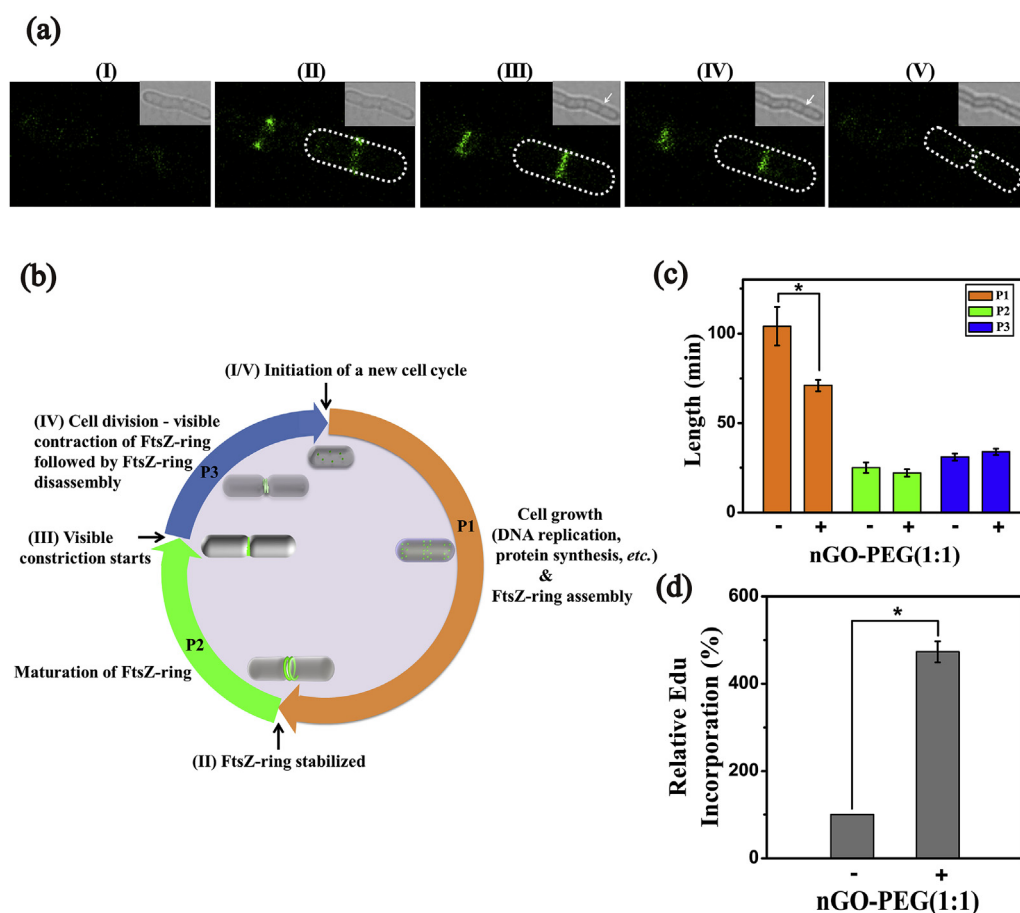 (a)
(I) (II) (III) (IV) (V)
(b)
(I/V) Initiation of a new cell cycle
(IV) Cell division - visible
contraction of FtsZ-ring
followed by FtsZ-ring
disassembly
P3
P1
Cell growth
(DNA replication,
protein synthesis, etc.)
&
FtsZ-ring assembly
(III) Visible
constriction starts
P2
Maturation of FtsZ-ring
(II) FtsZ-ring stabilized
(c)
Length (min)
100
50
0
*
P1
P2
P3
- + - + - +
nGO-PEG(1:1)
(d)
Relative Edu
Incorporation (%)
600
400
200
0
*
- +
nGO-PEG(1:1)